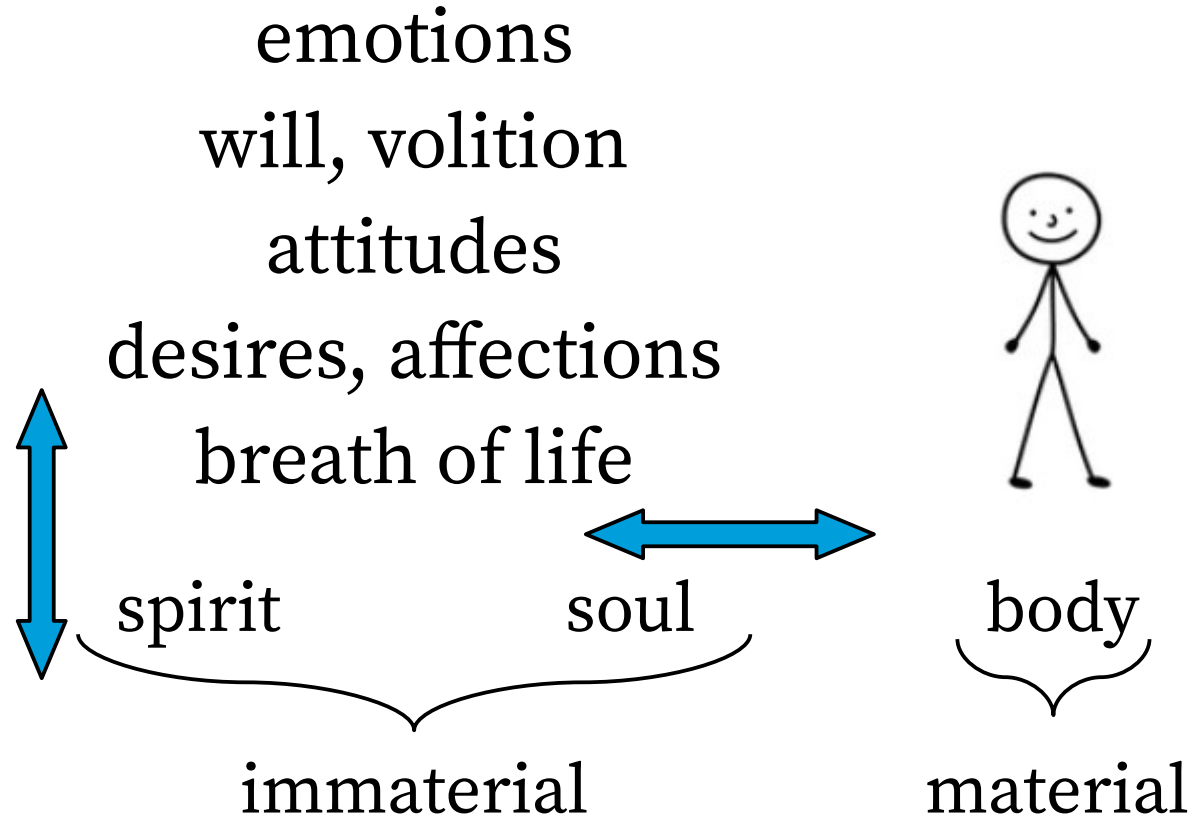 emotions
will, volition
attitudes
desires, affections
breath of life
spirit soul body
immaterial material